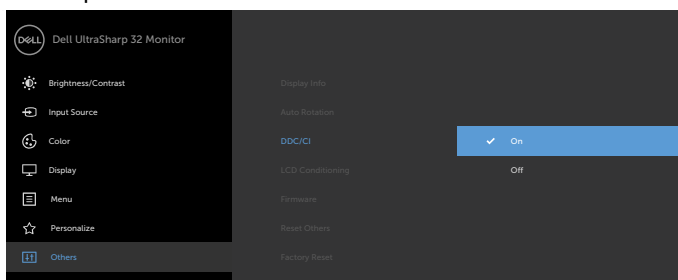 DELL Dell UltraSharp 32 Monitor
Brightness/Contrast
Display Info
Input Source
Auto Rotation
Color
DDC/CI
On
Display
LCD Conditioning
Off
Menu
Firmware
Personalize
Reset Others
Others
Factory Reset